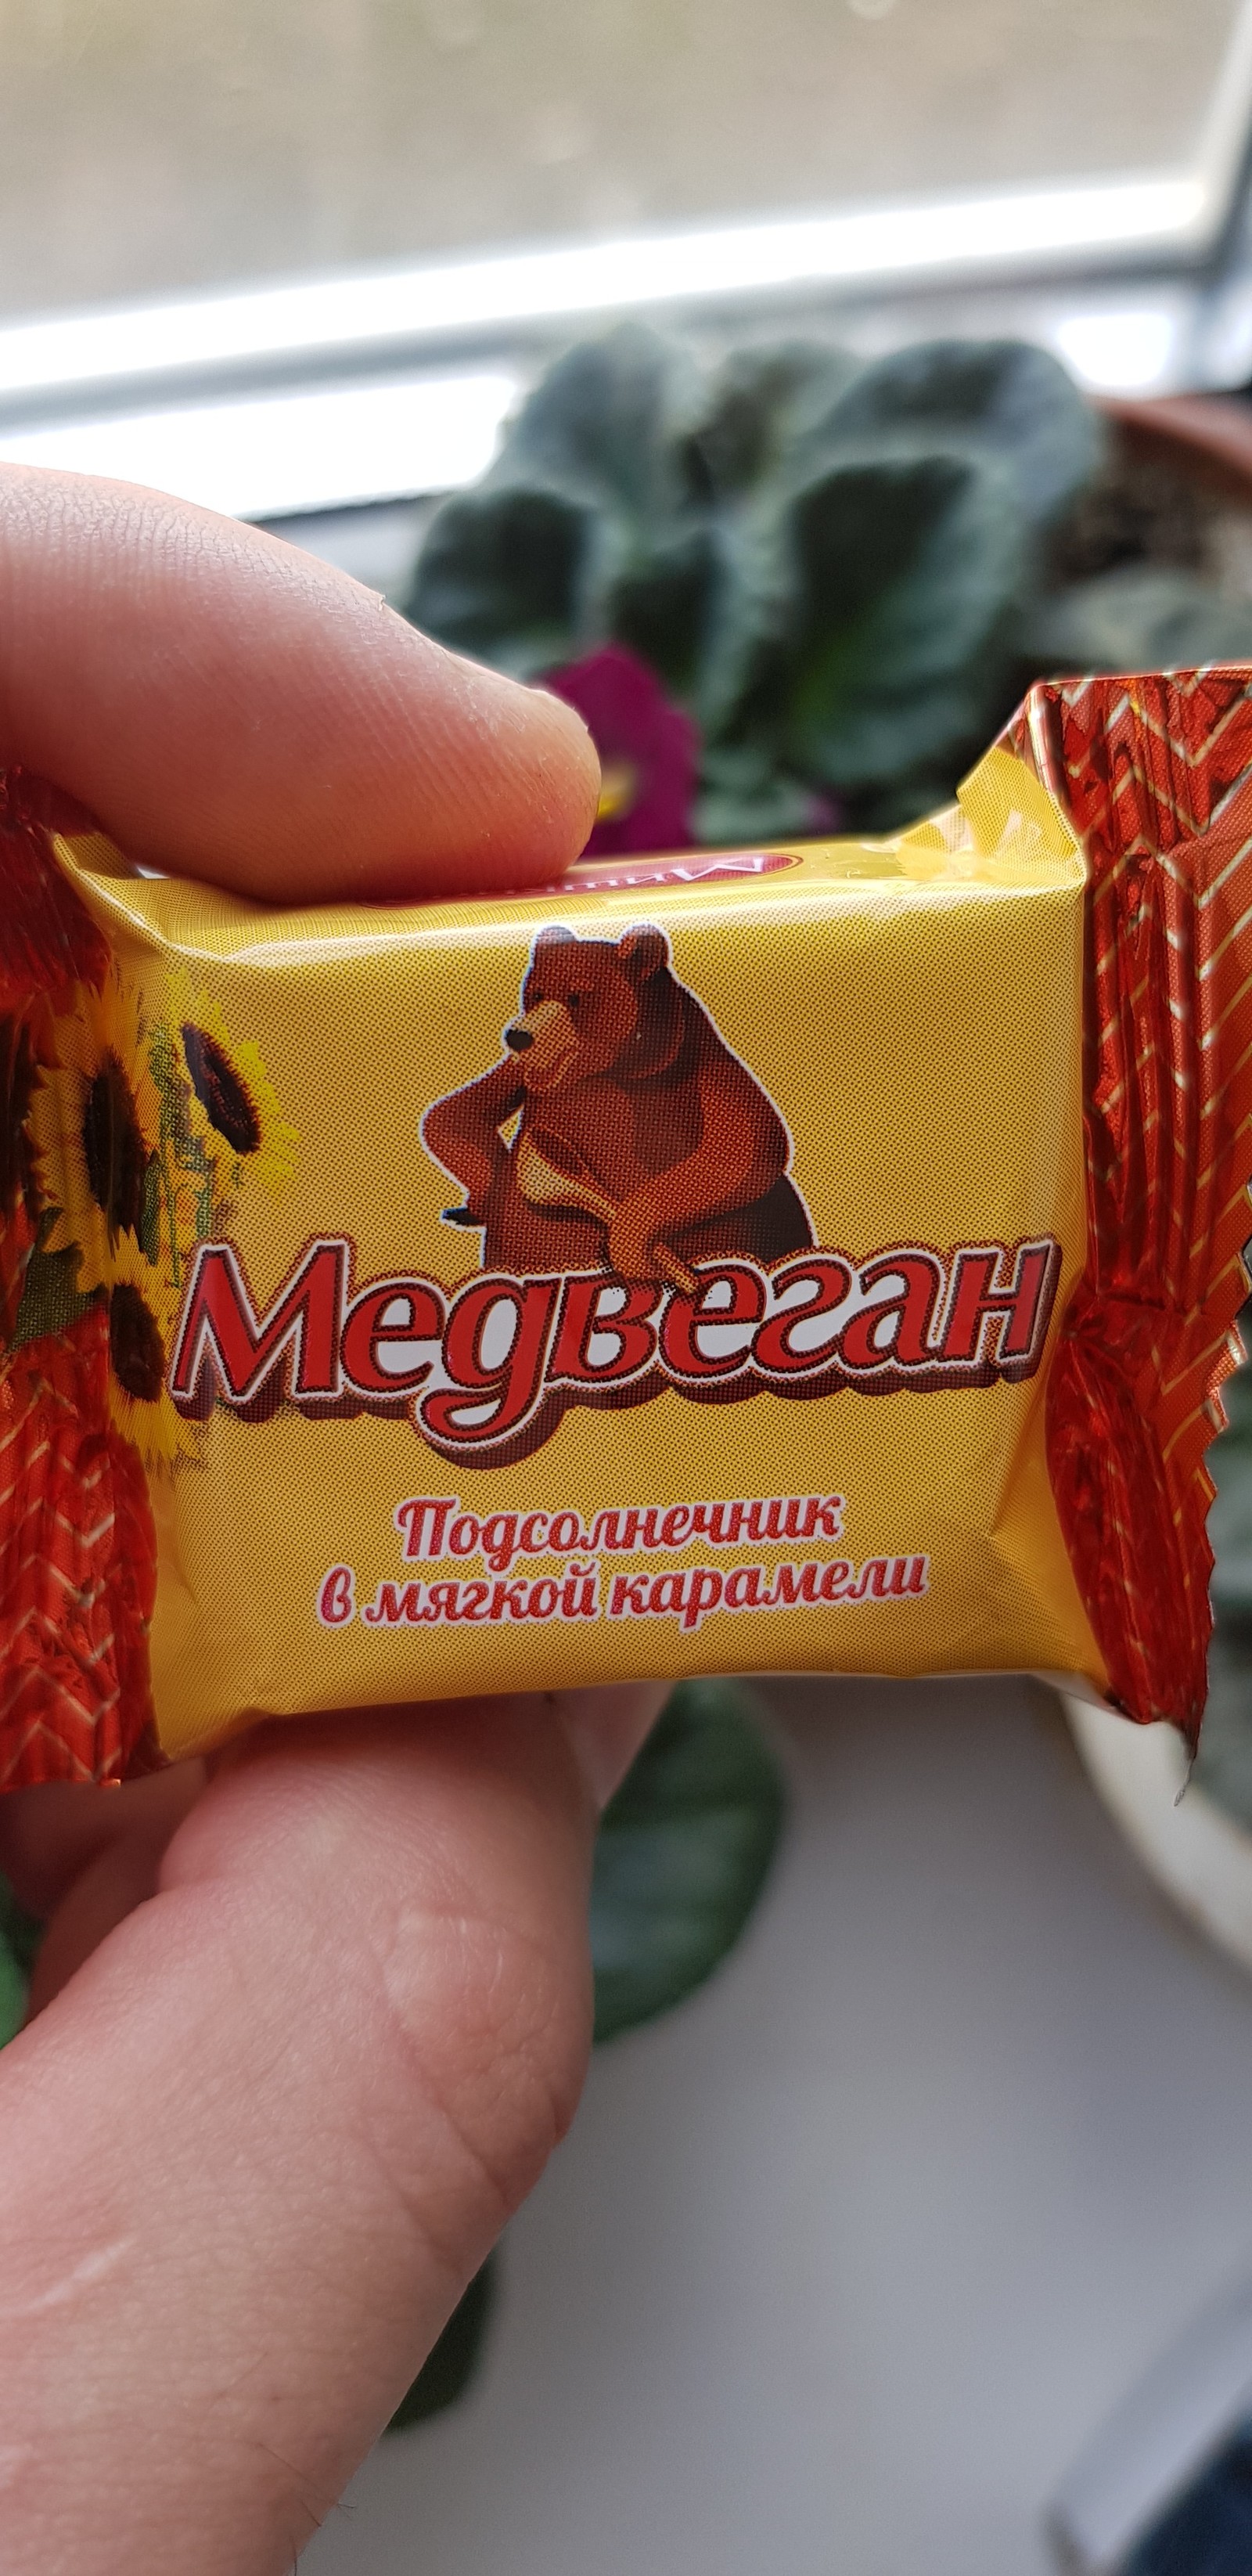 Медвеган
Подсолнечник
в мягкой карамели